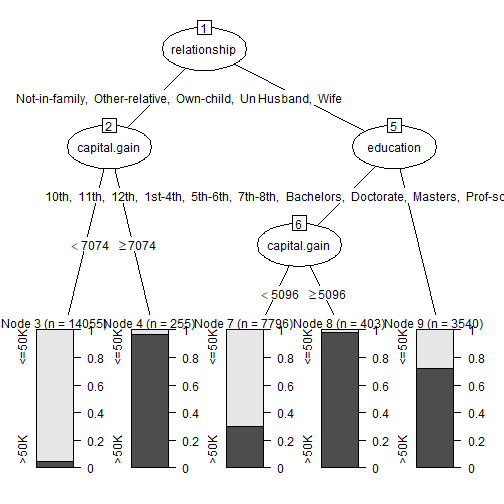 1
relationship
Not-in-family, Other-relative, Own-child, Un Husband, Wife
2
capital.gain
5
education
10th, 11th, 12th, 1st-4th, 5th-6th, 7th-8th, Bachelors, Doctorate, Masters, Prof-sc
6
capital.gain
< 7074 ≥ 7074
< 5096 ≥ 5096
Node 3 (n = 14055) Node 4 (n = 255) Node 7 (n = 7796) Node 8 (n = 403) Node 9 (n = 3540)
<=50K 1 <=50K 1 <=50K 1 <=50K 1 <=50K 1
0.8 0.8 0.8 0.8 0.8
0.6 0.6 0.6 0.6 0.6
0.4 0.4 0.4 0.4 0.4
>50K 0.2 >50K 0.2 >50K 0.2 >50K 0.2 >50K 0.2
0 0 0 0 0